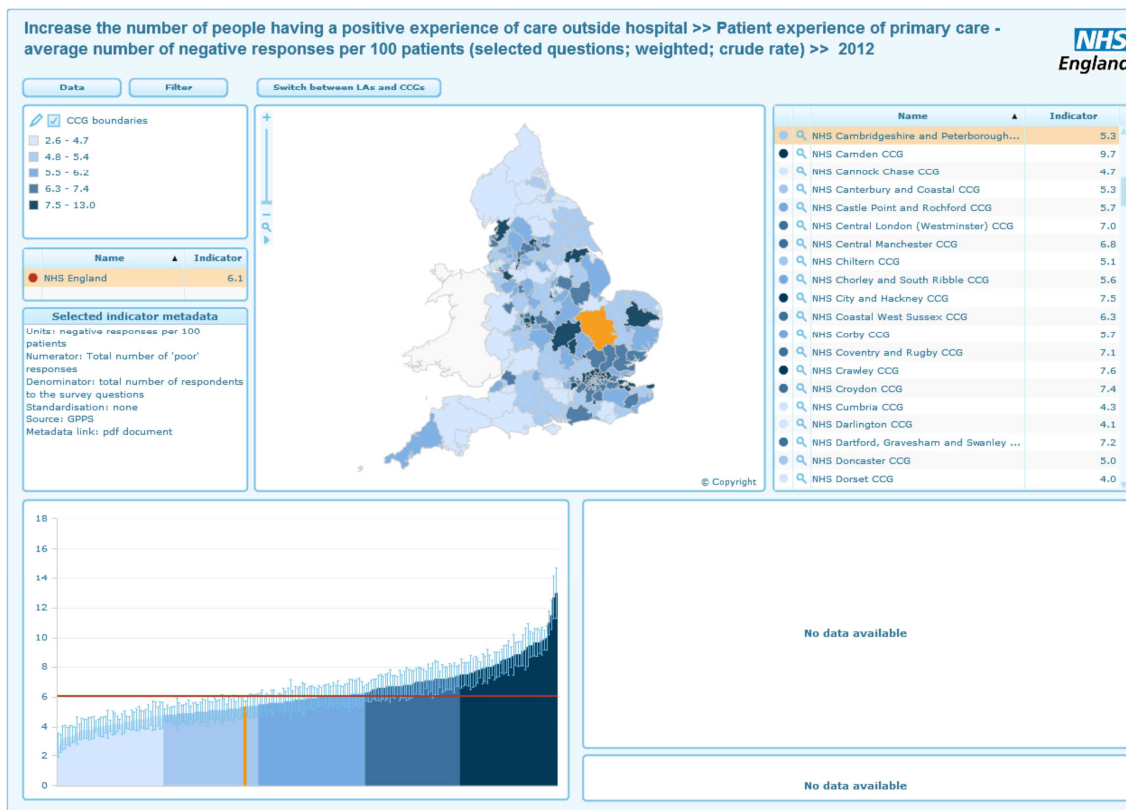 Increase the number of people having a positive experience of care outside hospital >> Patient experience of primary care -
average number of negative responses per 100 patients (selected questions; weighted; crude rate) >> 2012
NHS
England
Data
Filter
Switch between LAs and CCGs
CCG boundaries
2.6 - 4.7
4.8 - 5.4
5.5 - 6.2
6.3 - 7.4
7.5 - 13.0
Name ▲ Indicator
NHS England 6.1
Selected indicator metadata
Units: negative responses per 100
patients
Numerator: Total number of 'poor'
responses
Denominator: total number of respondents
to the survey questions
Standardisation: none
Source: GPPS
Metadata link: pdf document
+
−
© Copyright
Name ▲ Indicator
NHS Cambridgeshire and Peterborough... 5.3
NHS Camden CCG 9.7
NHS Cannock Chase CCG 4.7
NHS Canterbury and Coastal CCG 5.3
NHS Castle Point and Rochford CCG 5.7
NHS Central London (Westminster) CCG 7.0
NHS Central Manchester CCG 6.8
NHS Chiltern CCG 5.1
NHS Chorley and South Ribble CCG 5.6
NHS City and Hackney CCG 7.5
NHS Coastal West Sussex CCG 6.3
NHS Corby CCG 5.7
NHS Coventry and Rugby CCG 7.1
NHS Crawley CCG 7.6
NHS Croydon CCG 7.4
NHS Cumbria CCG 4.3
NHS Darlington CCG 4.1
NHS Dartford, Gravesham and Swanley ... 7.2
NHS Doncaster CCG 5.0
NHS Dorset CCG 4.0
18
16
14
12
10
8
6
4
2
0
No data available
No data available